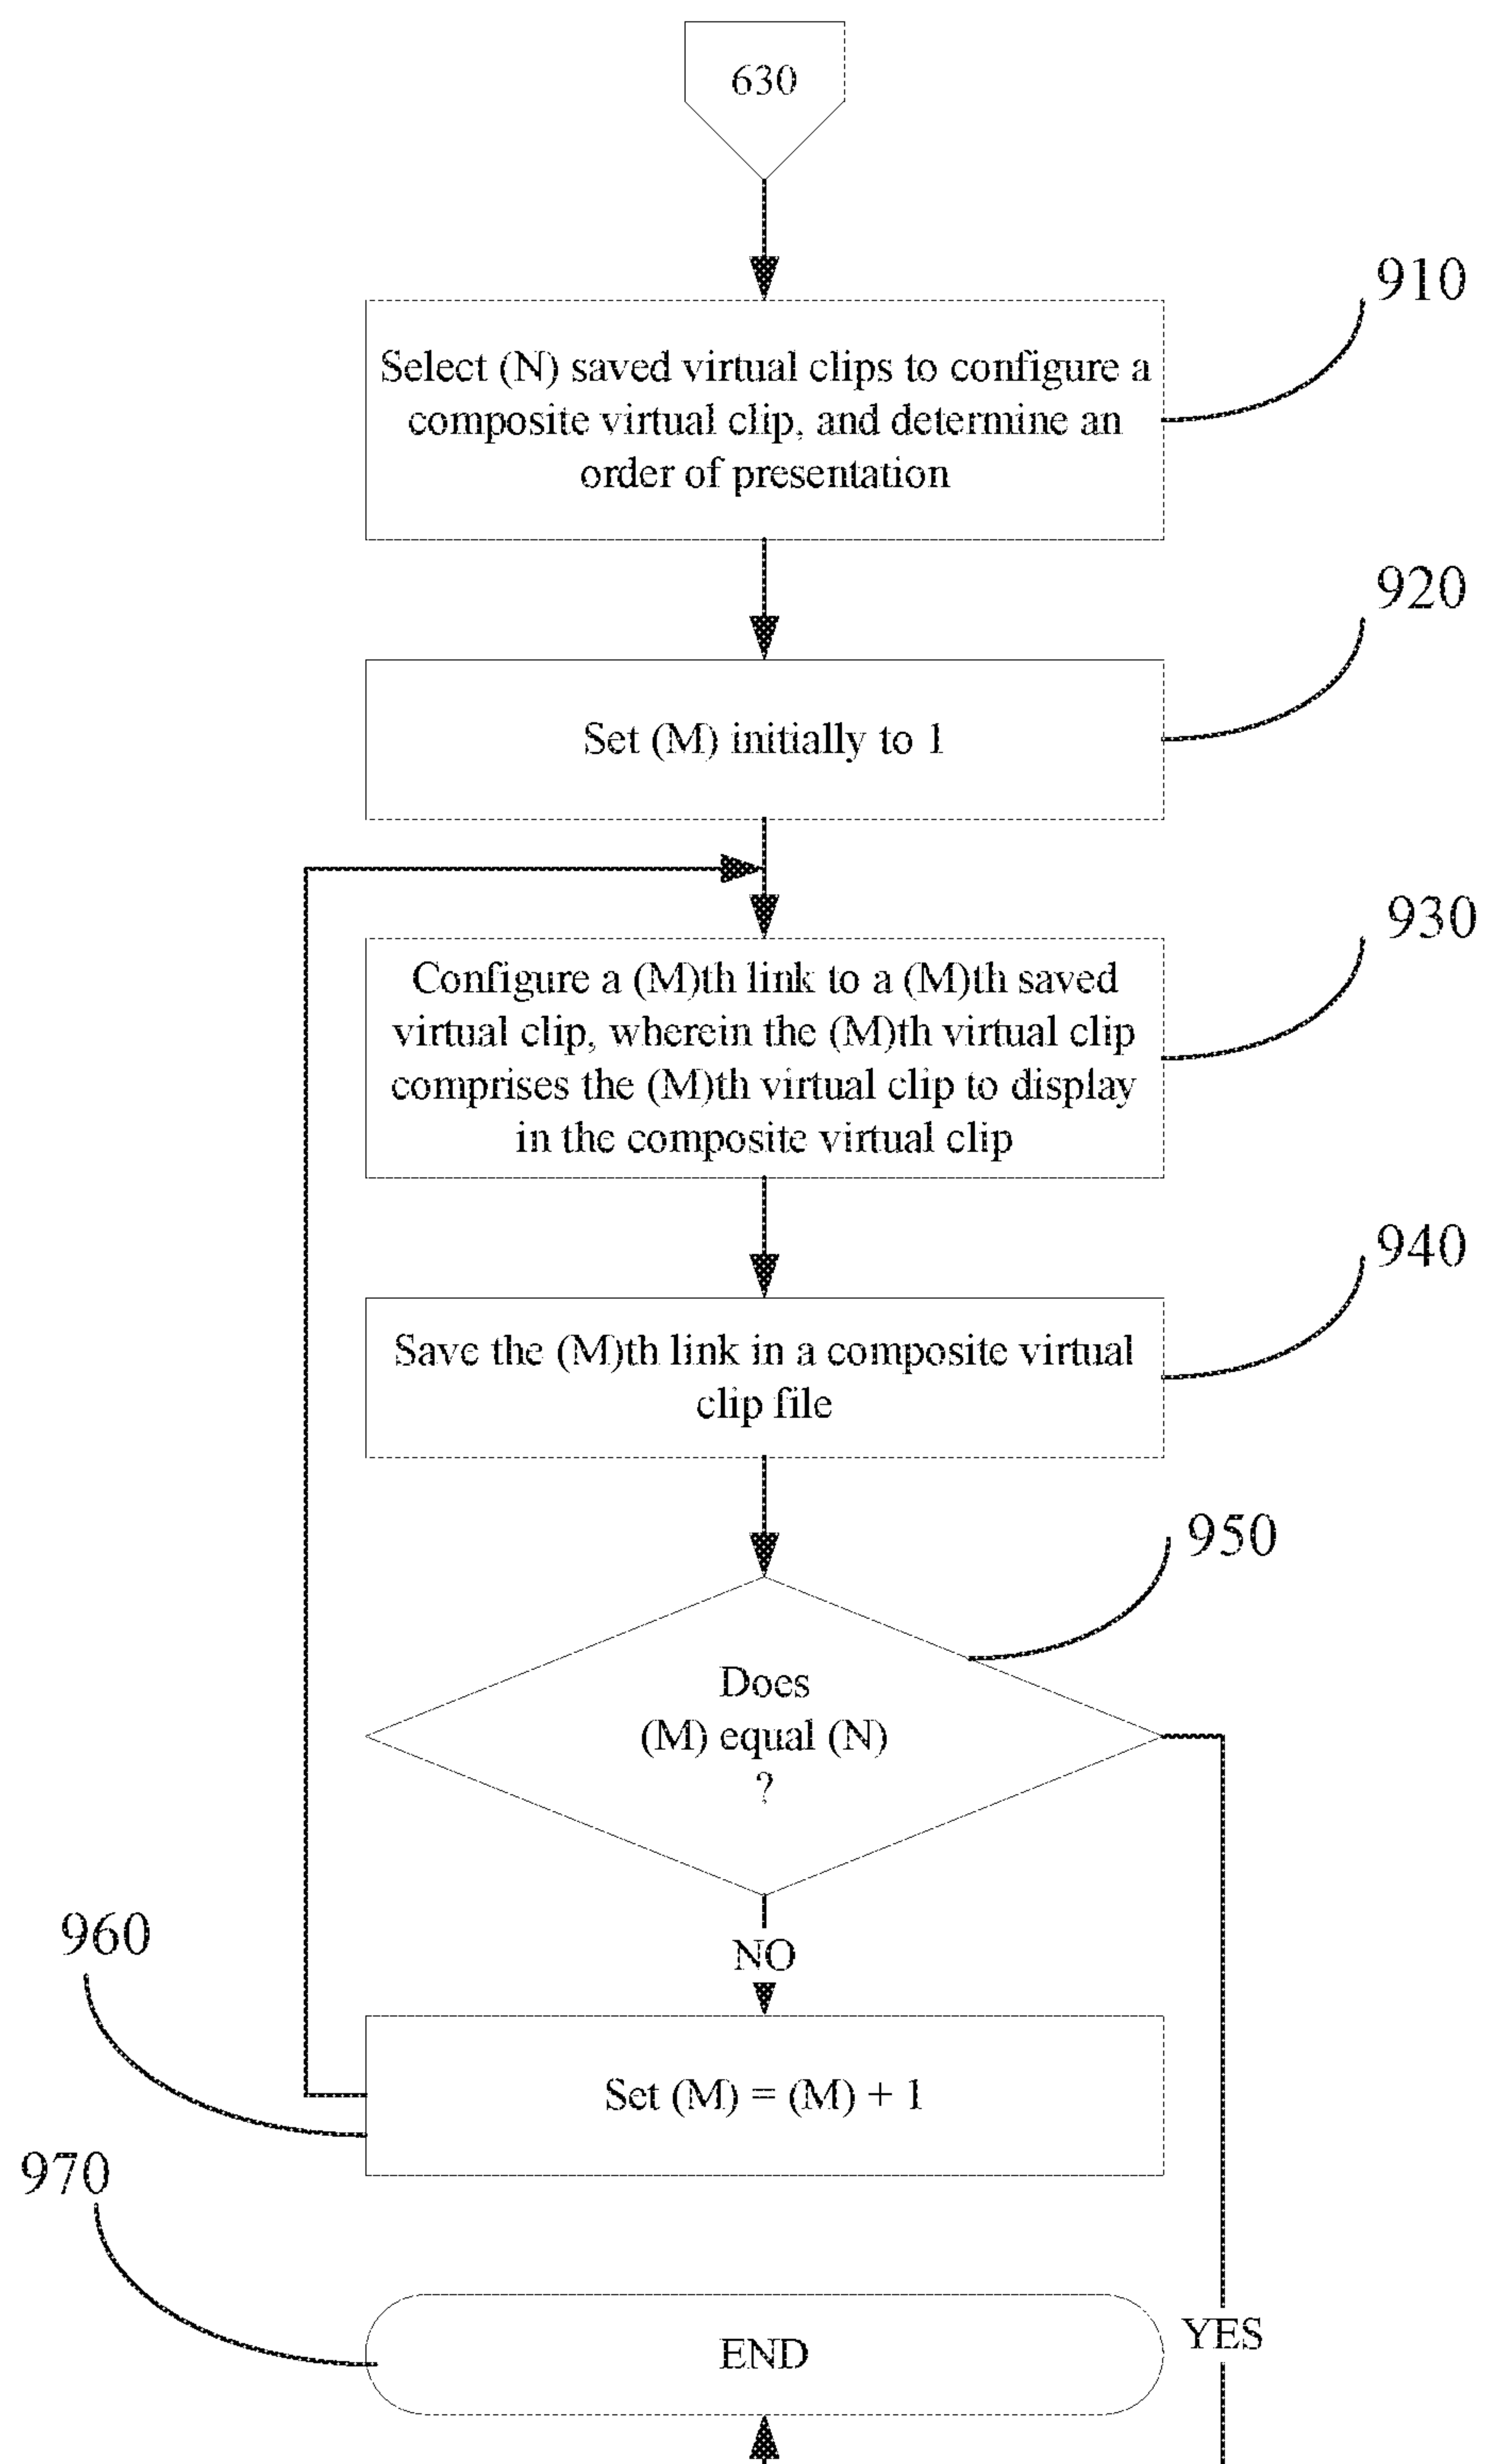 630
910
Select (N) saved virtual clips to configure a
composite virtual clip, and determine an
order of presentation
920
Set (M) initially to 1
930
Configure a (M)th link to a (M)th saved
virtual clip, wherein the (M)th virtual clip
comprises the (M)th virtual clip to display
in the composite virtual clip
940
Save the (M)th link in a composite virtual
clip file
950
Does
(M) equal (N)
?
NO
960
Set (M) = (M) + 1
970
END
YES